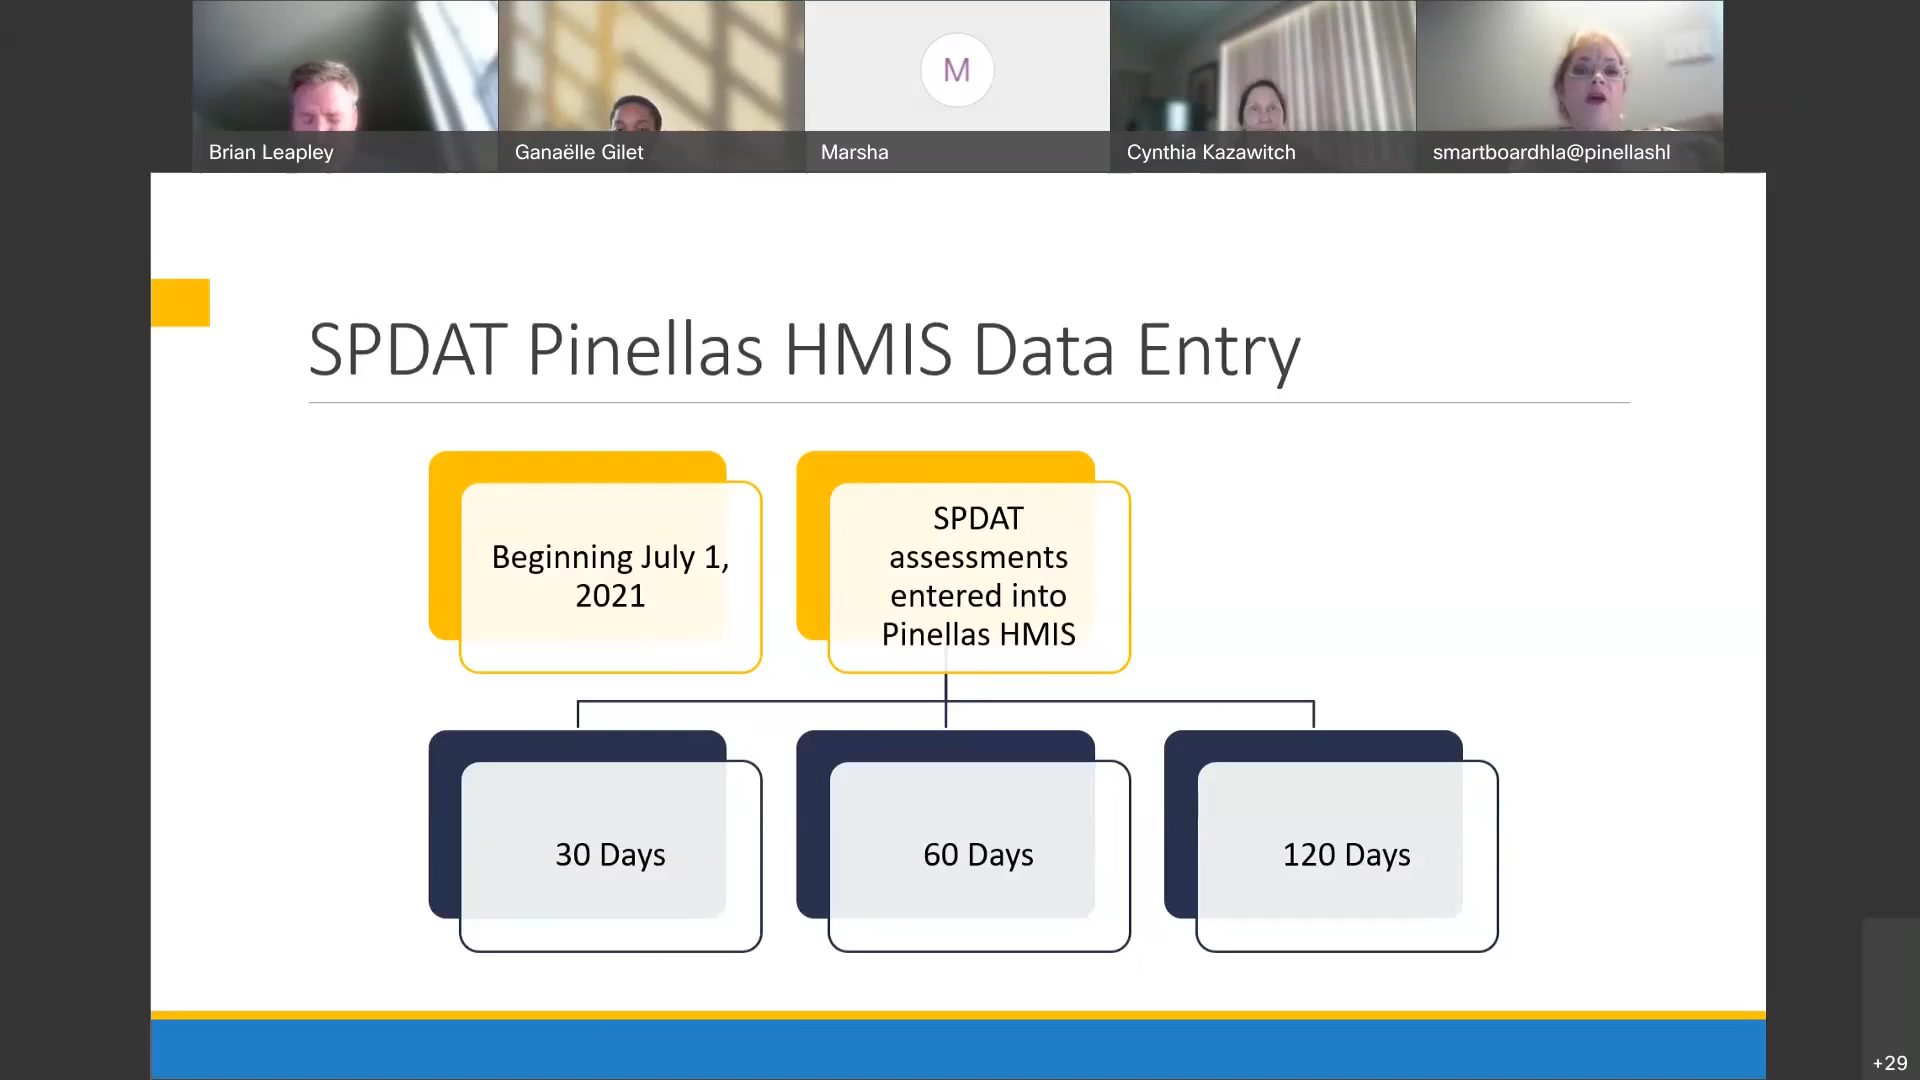 M
Brian Leapley
Ganaëlle Gilet
Marsha
Cynthia Kazawitch
smartboardhla@pinellashl
SPDAT Pinellas HMIS Data Entry
Beginning July 1,
2021
SPDAT
assessments
entered into
Pinellas HMIS
30 Days
60 Days
120 Days
+29